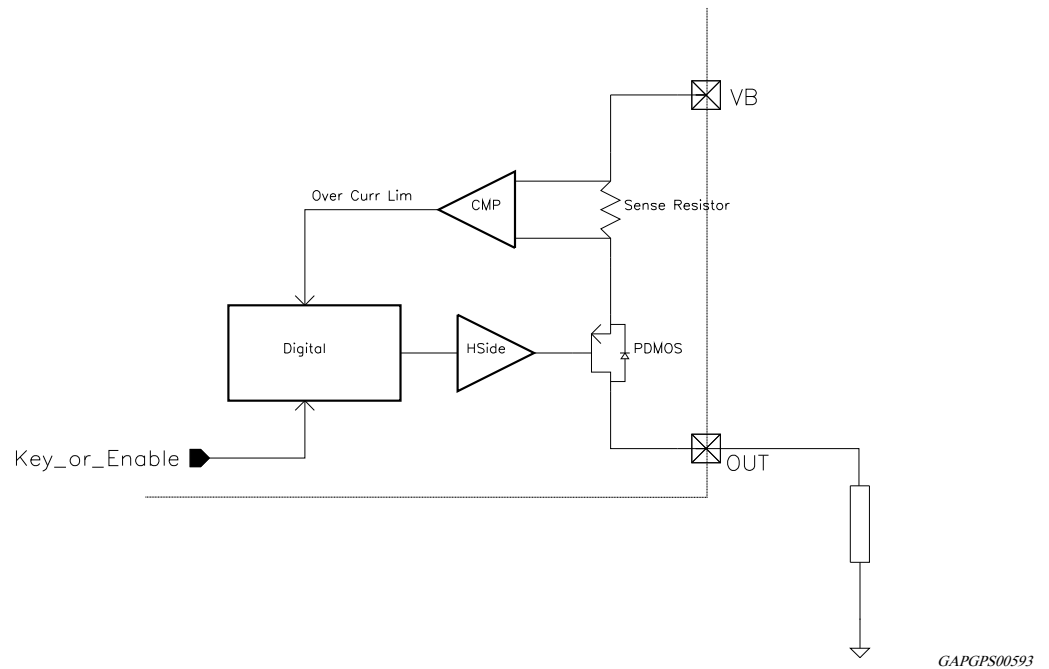 VB
Over Curr Lim
CMP
Sense Resistor
Digital
HSide
PDMOS
Key_or_Enable
OUT
GAPGPS00593